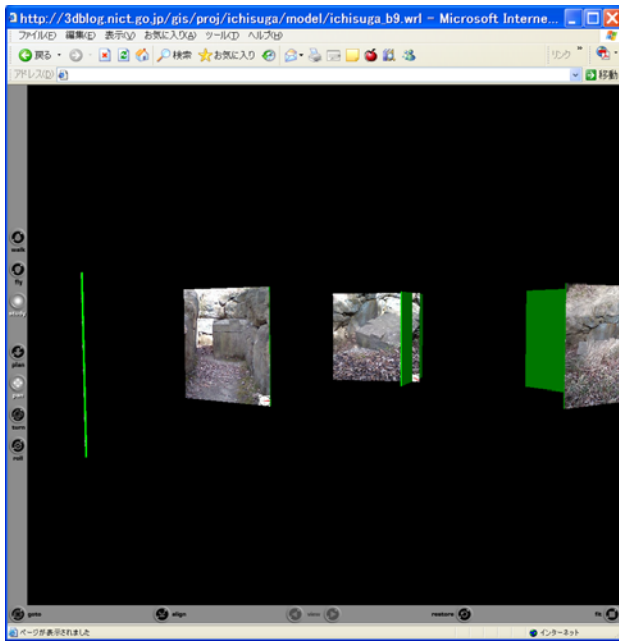 http://3dblog.nict.go.jp/gis/proj/ichisuga/model/ichisuga_b9.wrl - Microsoft Interne...
ファイル(F) 編集(E) 表示(V) お気に入り(A) ツール(T) ヘルプ(H)
戻る 検索 お気に入り リンク »
アドレス(D) 移動
walk
fly
study
plan
pan
turn
roll
goto align view restore fit
ページが表示されました インターネット